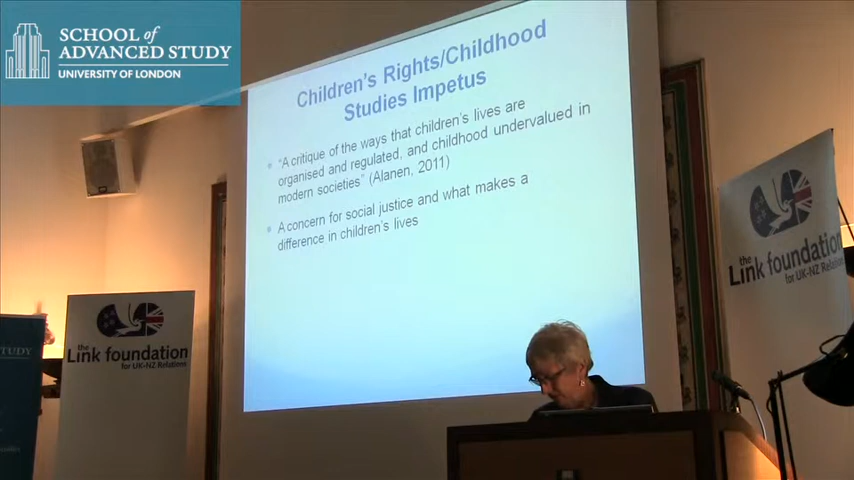 SCHOOL of
ADVANCED STUDY
UNIVERSITY OF LONDON
Children's Rights/Childhood
Studies Impetus
"A critique of the ways that children's lives are
organised and regulated, and childhood undervalued in
modern societies" (Alanen, 2011)
A concern for social justice and what makes a
difference in children's lives
the
Link foundation
for UK-NZ Relations
the
Link foundation
for UK-NZ Relations
STUDY